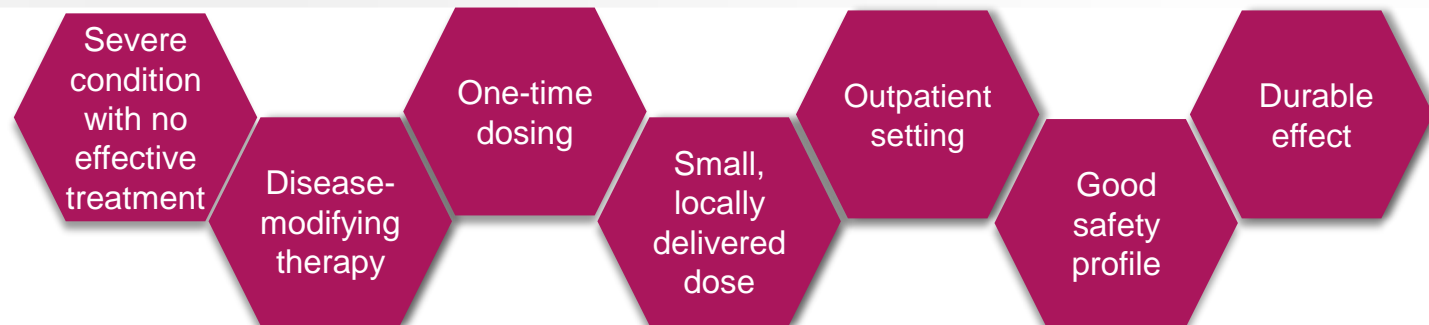 Severe
condition
with no
effective
treatment
Disease-
modifying
therapy
One-time
dosing
Small,
locally
delivered
dose
Outpatient
setting
Good
safety
profile
Durable
effect